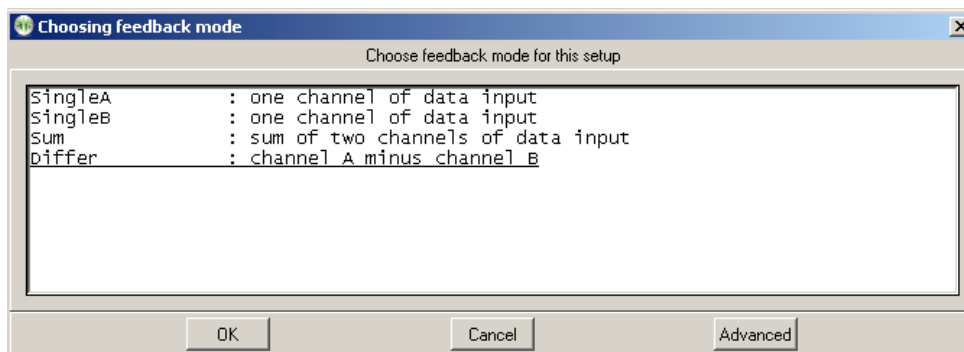 Choosing feedback mode
Choose feedback mode for this setup
SingleA : one channel of data input
SingleB : one channel of data input
Sum : sum of two channels of data input
Differ : channel A minus channel B
OK Cancel Advanced